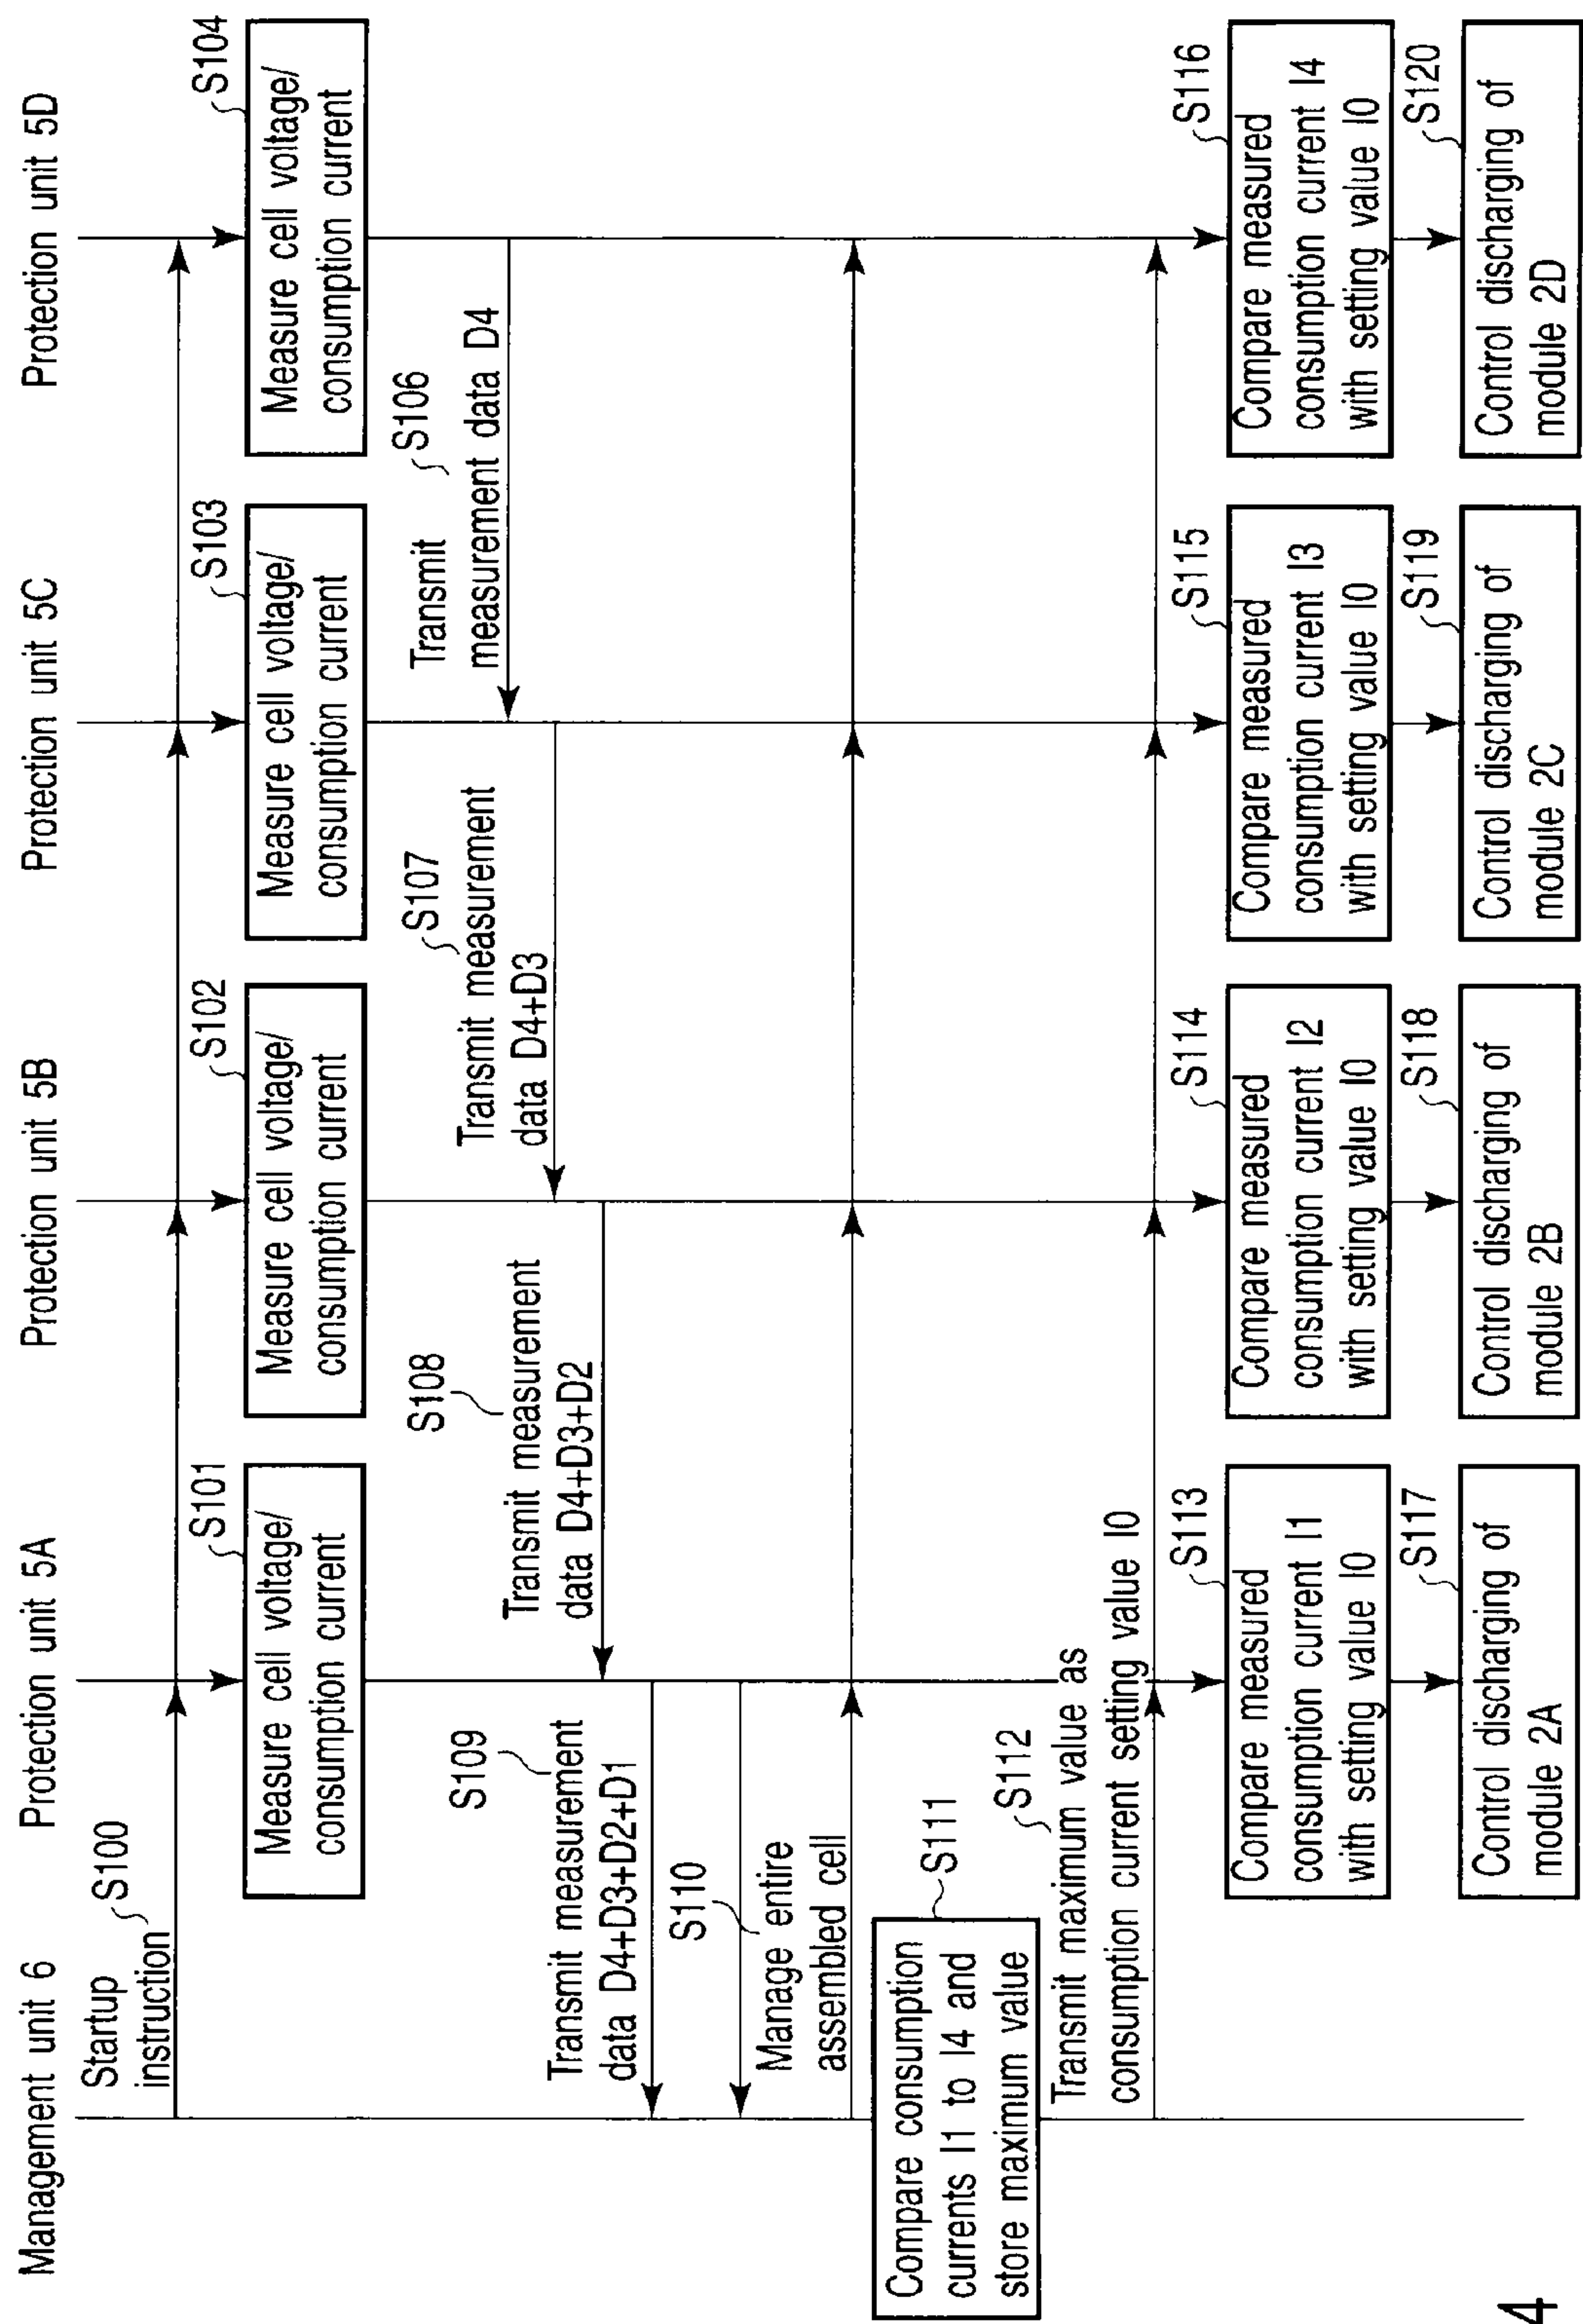 Management unit 6
Protection unit 5A
Protection unit 5B
Protection unit 5C
Protection unit 5D
Startup
instruction
S100
S101
Measure cell voltage/
consumption current
S102
Measure cell voltage/
consumption current
S103
Measure cell voltage/
consumption current
S104
Measure cell voltage/
consumption current
Transmit
measurement data D4
S106
S107
Transmit measurement
data D4+D3
S108
Transmit measurement
data D4+D3+D2
S109
Transmit measurement
data D4+D3+D2+D1
S110
Manage entire
assembled cell
S111
Compare consumption
currents I1 to I4 and
store maximum value
S112
Transmit maximum value as
consumption current setting value I0
S113
Compare measured
consumption current I1
with setting value I0
S114
Compare measured
consumption current I2
with setting value I0
S115
Compare measured
consumption current I3
with setting value I0
S116
Compare measured
consumption current I4
with setting value I0
S117
Control discharging of
module 2A
S118
Control discharging of
module 2B
S119
Control discharging of
module 2C
S120
Control discharging of
module 2D
4